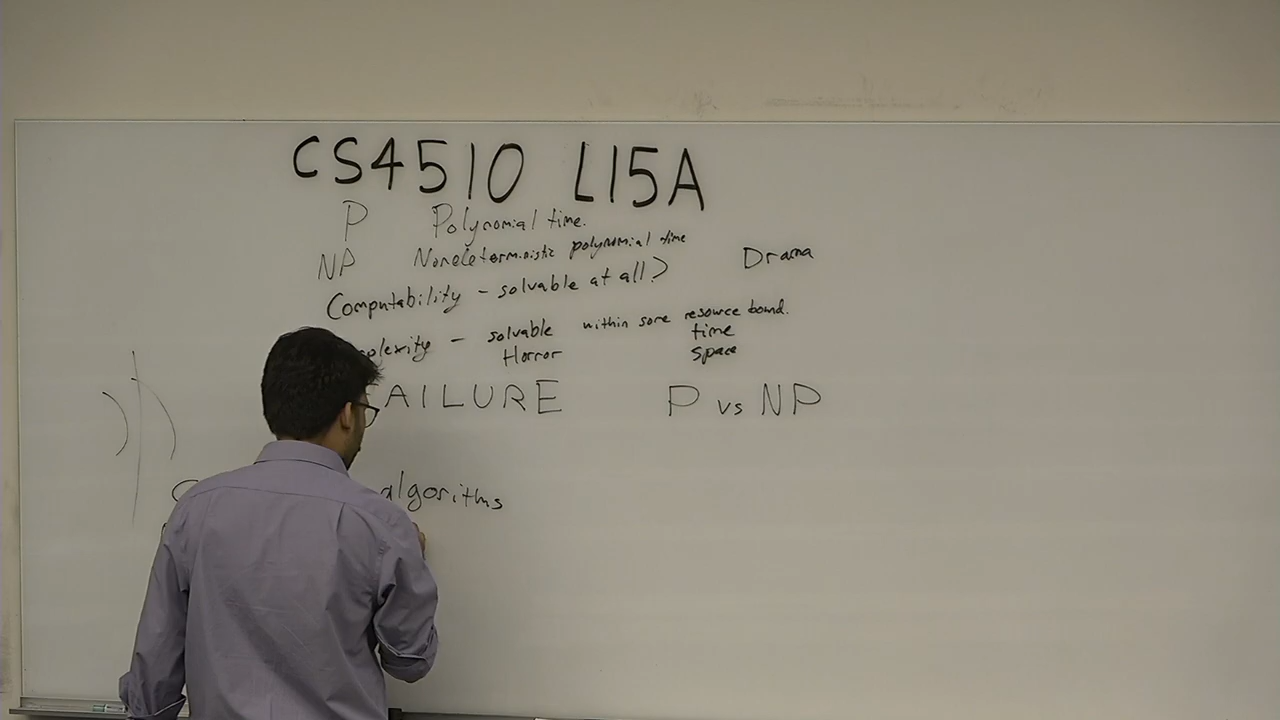 CS4510 L15A
P Polynomial time.
NP Nondeterministic polynomial time
Drama
Computability - solvable at all?
plexity - solvable within some resource bound.
Horror time
space
AILURE P vs NP
algorithms